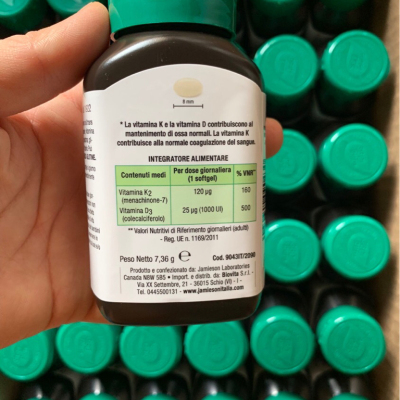 9 mm
* La vitamina K e la vitamina D contribuiscono al
mantenimento di ossa normali. La vitamina K
contribuisce alla normale coagulazione del sangue.
INTEGRATORE ALIMENTARE
Contenuti medi Per dose giornaliera (1 softgel) % VNR**
Vitamina K2 (menachinone-7) 120 µg 160
Vitamina D3 (colecalciferolo) 25 µg (1000 UI) 500
** Valori Nutritivi di Riferimento giornalieri (adulti)
- Reg. UE n. 1169/2011
Peso 7,36 g e Cod. 9043IT/209B
Prodotto e confezionato da: Jamieson Laboratories
Canada N8W 5B5 • Import. e distrib. da: Biovita S.r.l.
Via XX Settembre, 21 - 36015 Schio (VI) - I -
Tel. 0445500131 - www.jamiesonitalia.com